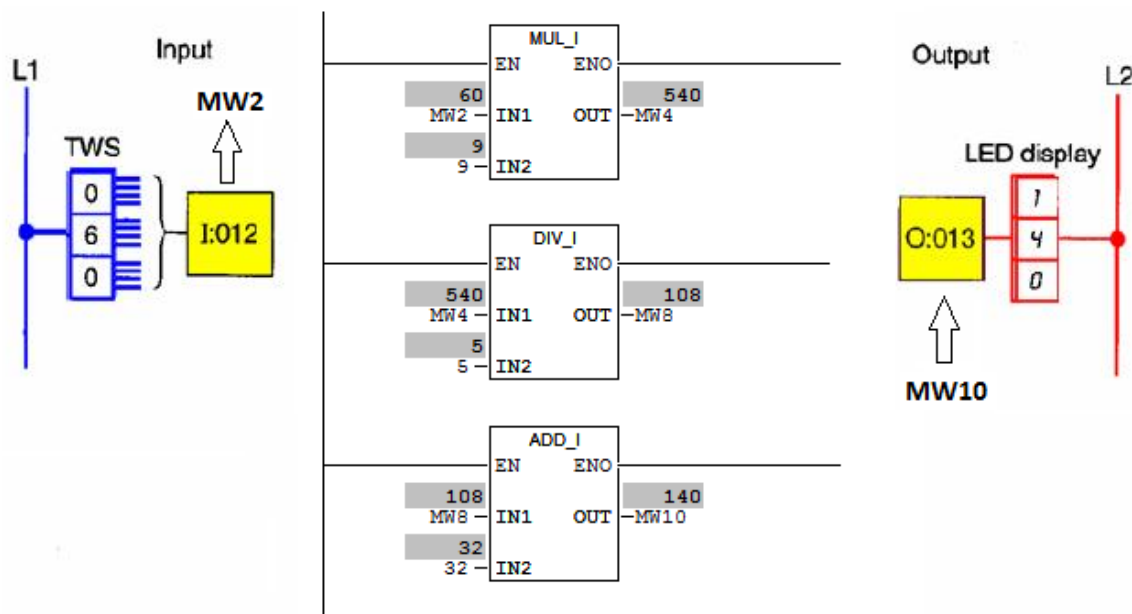 Input
L1
MW2
TWS
0
6
0
I:012
MUL_I
EN ENO
60 540
MW2 IN1 OUT MW4
9
9 IN2
DIV_I
EN ENO
540 108
MW4 IN1 OUT MW8
5
5 IN2
ADD_I
EN ENO
108 140
MW8 IN1 OUT MW10
32
32 IN2
Output
L2
LED display
1
4
0
O:013
MW10